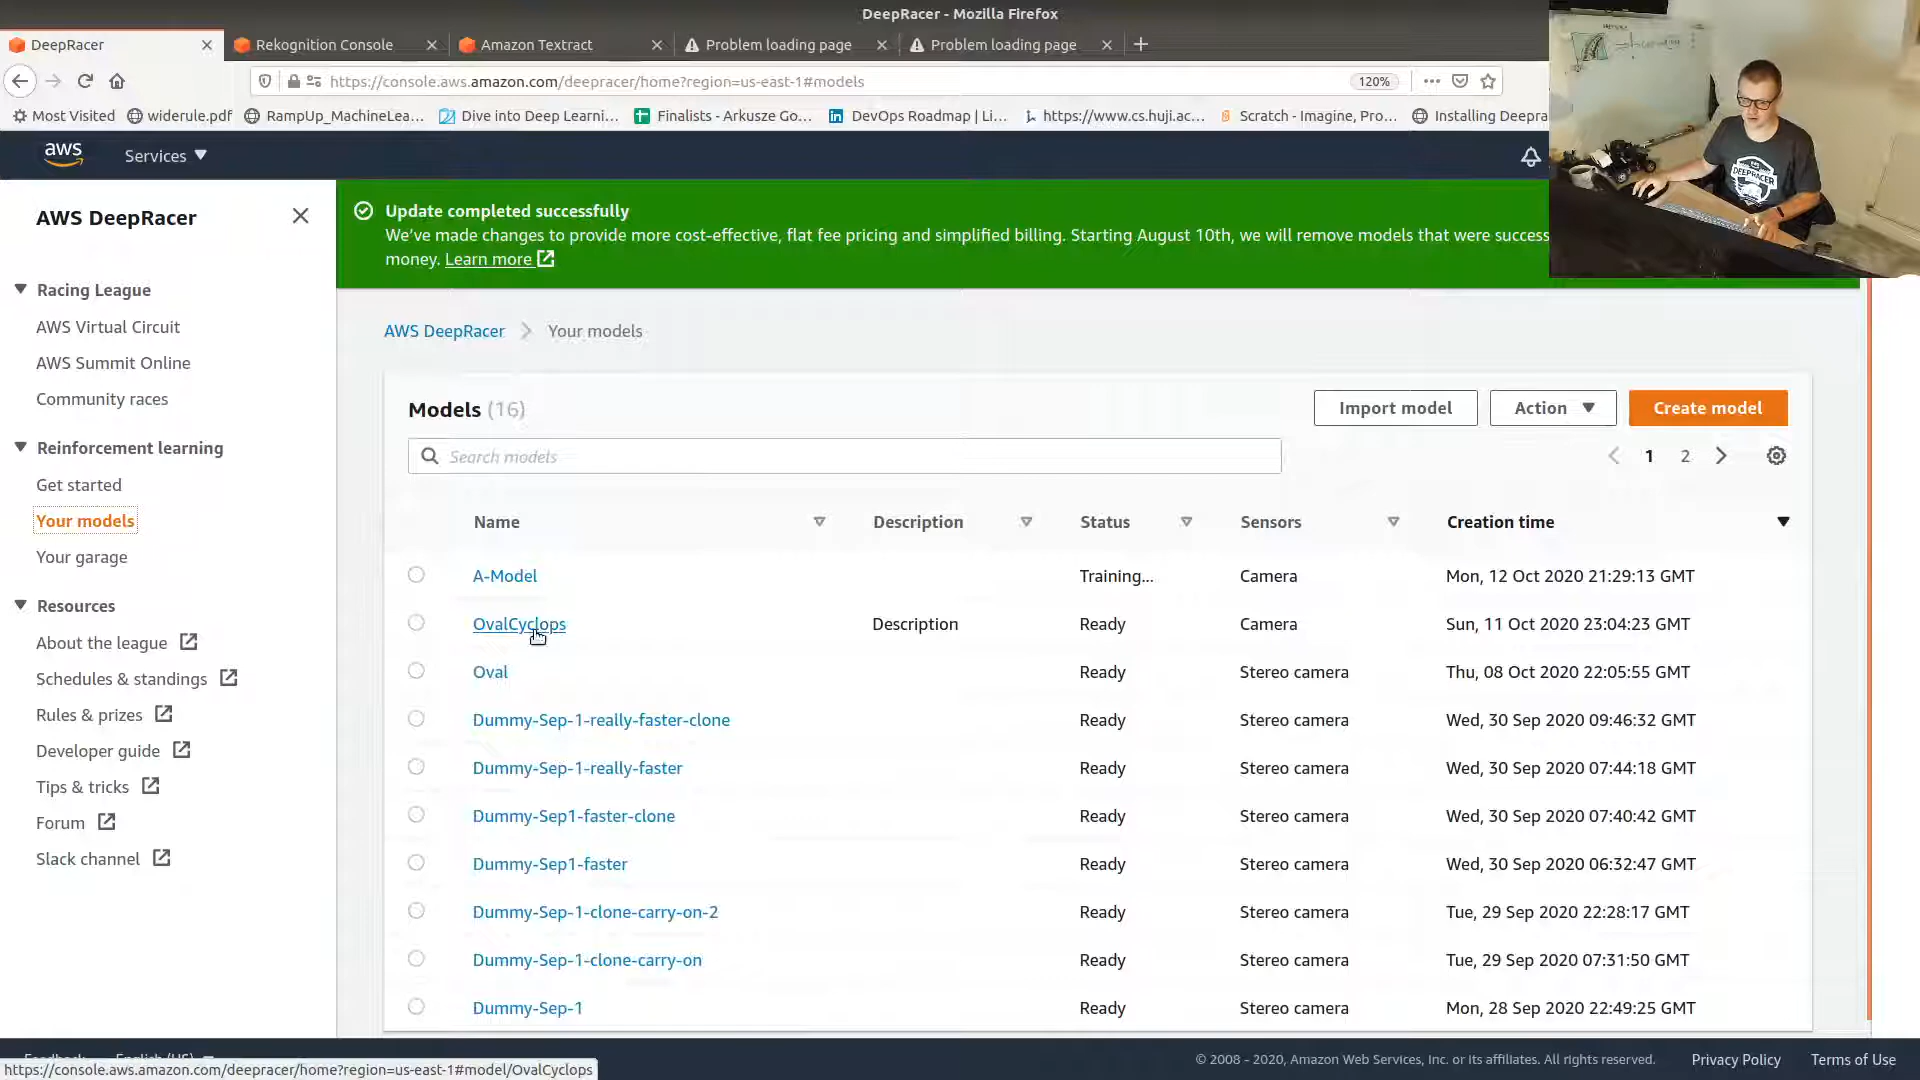 DeepRacer - Mozilla Firefox
DeepRacer
Rekognition Console
Amazon Textract
Problem loading page
Problem loading page
https://console.aws.amazon.com/deepracer/home?region=us-east-1#models
120%
Most Visited
widerule.pdf
RampUp_MachineLea...
Dive into Deep Learni...
Finalists - Arkusze Go...
DevOps Roadmap | Li...
https://www.cs.huji.ac...
Scratch - Imagine, Pro...
Installing Deepra
aws
Services
DEEPRACER
AWS DeepRacer
Update completed successfully
We've made changes to provide more cost-effective, flat fee pricing and simplified billing. Starting August 10th, we will remove models that were success
money. Learn more
Racing League
AWS Virtual Circuit
AWS Summit Online
Community races
Reinforcement learning
Get started
Your models
Your garage
Resources
About the league
Schedules & standings
Rules & prizes
Developer guide
Tips & tricks
Forum
Slack channel
AWS DeepRacer
Your models
Models (16)
Import model
Action
Create model
Search models
1
2
Name Description Status Sensors Creation time
A-Model Training... Camera Mon, 12 Oct 2020 21:29:13 GMT
OvalCyclops Description Ready Camera Sun, 11 Oct 2020 23:04:23 GMT
Oval Ready Stereo camera Thu, 08 Oct 2020 22:05:55 GMT
Dummy-Sep-1-really-faster-clone Ready Stereo camera Wed, 30 Sep 2020 09:46:32 GMT
Dummy-Sep-1-really-faster Ready Stereo camera Wed, 30 Sep 2020 07:44:18 GMT
Dummy-Sep1-faster-clone Ready Stereo camera Wed, 30 Sep 2020 07:40:42 GMT
Dummy-Sep1-faster Ready Stereo camera Wed, 30 Sep 2020 06:32:47 GMT
Dummy-Sep-1-clone-carry-on-2 Ready Stereo camera Tue, 29 Sep 2020 22:28:17 GMT
Dummy-Sep-1-clone-carry-on Ready Stereo camera Tue, 29 Sep 2020 07:31:50 GMT
Dummy-Sep-1 Ready Stereo camera Mon, 28 Sep 2020 22:49:25 GMT
© 2008 - 2020, Amazon Web Services, Inc. or its affiliates. All rights reserved.
Privacy Policy
Terms of Use
https://console.aws.amazon.com/deepracer/home?region=us-east-1#model/OvalCyclops